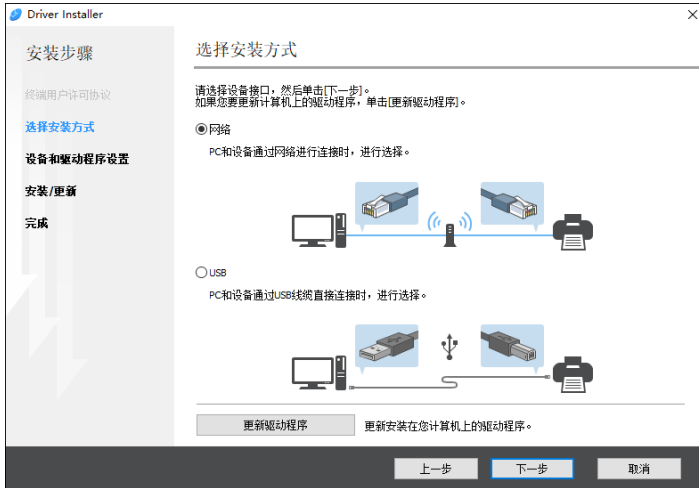 Driver Installer
安装步骤
终端用户许可协议
选择安装方式
设备和驱动程序设置
安装/更新
完成
选择安装方式
请选择设备接口，然后单击[下一步]。
如果您要更新计算机上的驱动程序，单击[更新驱动程序]。
网络
PC和设备通过网络进行连接时，进行选择。
USB
PC和设备通过USB线缆直接连接时，进行选择。
更新驱动程序
更新安装在您计算机上的驱动程序。
上一步
下一步
取消